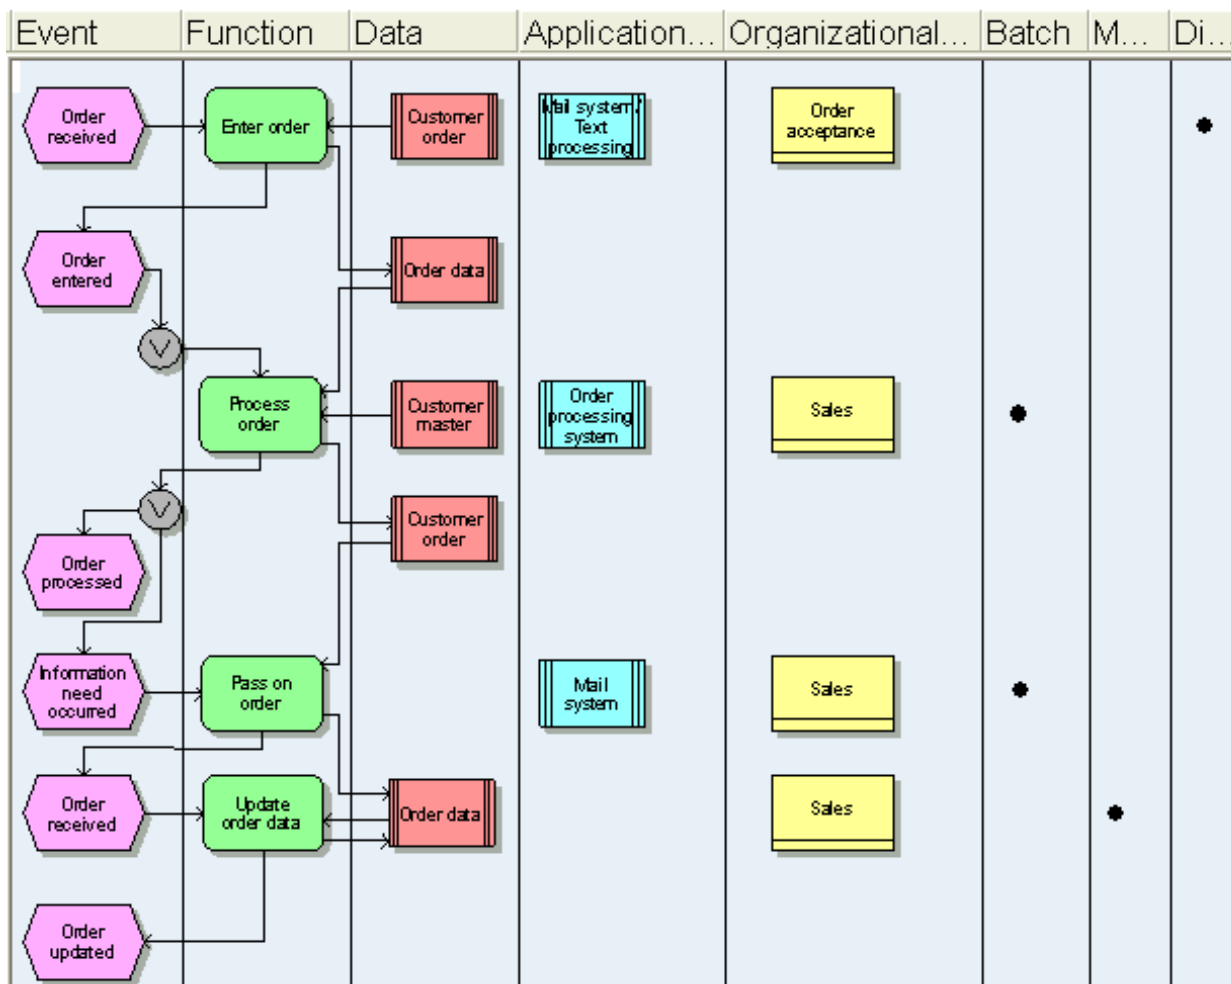 Event
Function
Data
Application...
Organizational...
Batch
M...
Di...
Order
received
Enter order
Customer
order
Mail system /
Text
processing
Order
acceptance
Order
entered
Order data
V
Process
order
Customer
master
Order
processing
system
Sales
V
Customer
order
Order
processed
Information
need
occurred
Pass on
order
Mail
system
Sales
Order
received
Update
order data
Order data
Sales
Order
updated